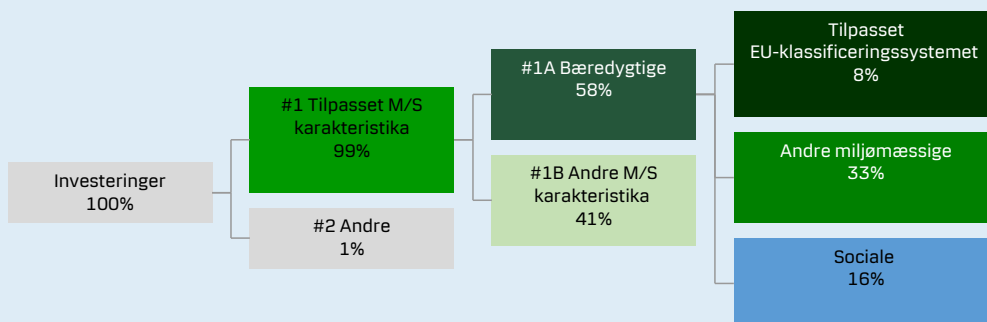 Investeringer
100%
#1 Tilpasset M/S
karakteristika
99%
#2 Andre
1%
#1A Bæredygtige
58%
#1B Andre M/S
karakteristika
41%
Tilpasset
EU-klassificeringssystemet
8%
Andre miljømæssige
33%
Sociale
16%